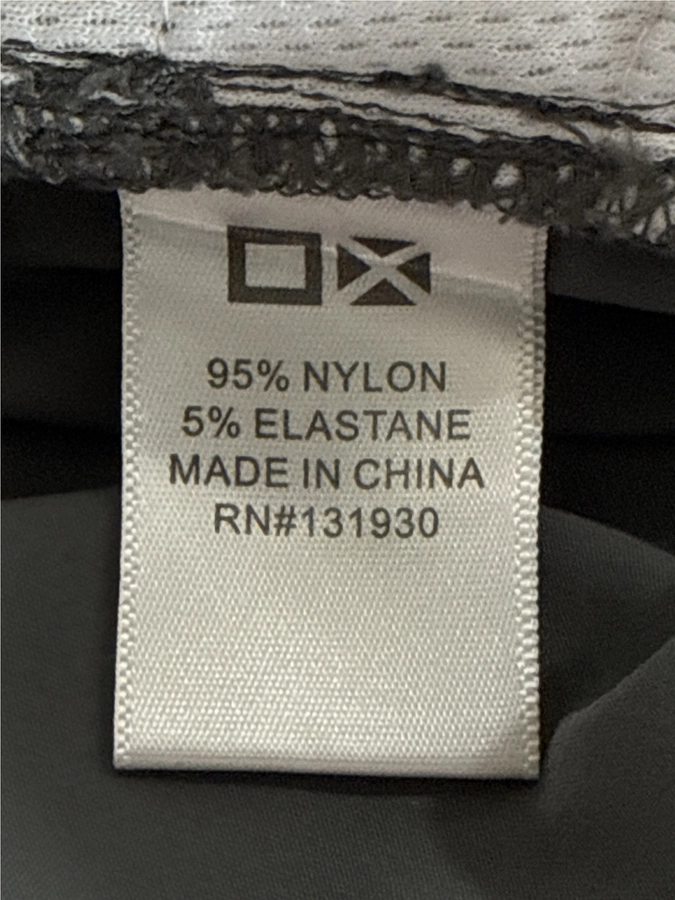 95% NYLON
5% ELASTANE
MADE IN CHINA
RN#131930